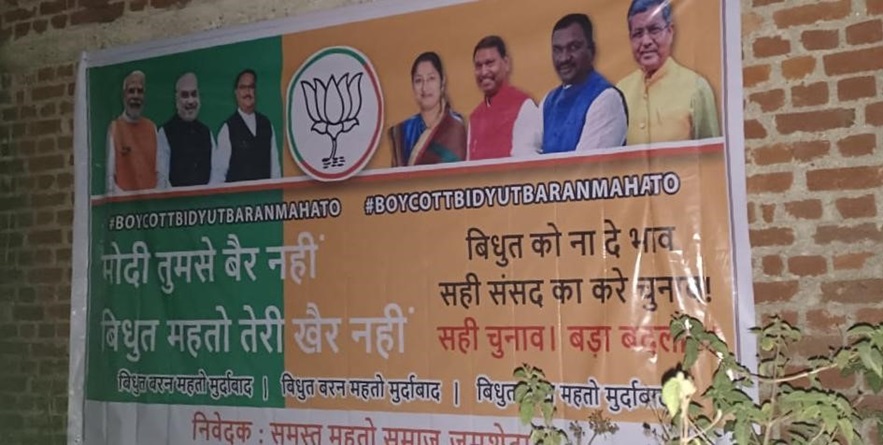 #BOYCOTTBIDYUTBARANMAHATO
#BOYCOTTBIDYUTBARANMAHATO
मोदी तुमसे बैर नहीं
बिधुत महतो तेरी खैर नहीं
बिधुत को ना दे भाव
सही संसद का करे चुनाव!
सही चुनाव। बड़ा
बिधुत बरन महतो मुर्दाबाद | बिधुत बरन महतो मुर्दाबाद | बिधुत महतो मुर्दाबाद
निवेदक : समस्त महतो समाज